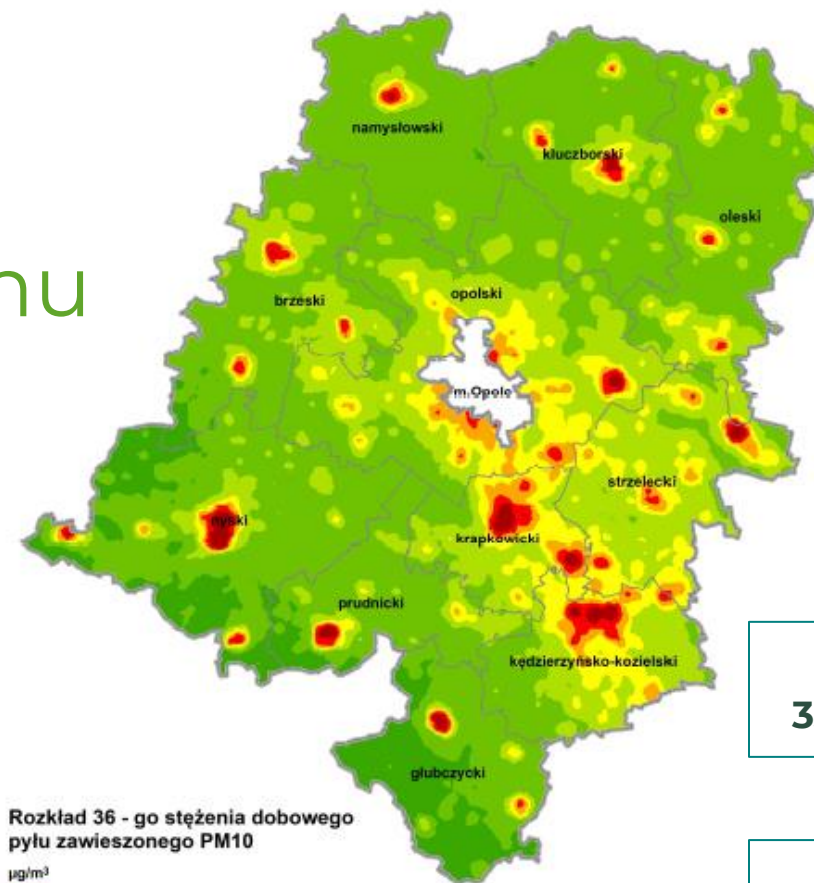 nu
namysłowski
kluczborski
oleski
opolski
brzeski
m.Opole
strzelecki
nyski
krapkowicki
prudnicki
kędzierzyńsko-kozielski
3
głubczycki
Rozkład 36 - go stężenia dobowego
pyłu zawieszonego PM10
µg/m³